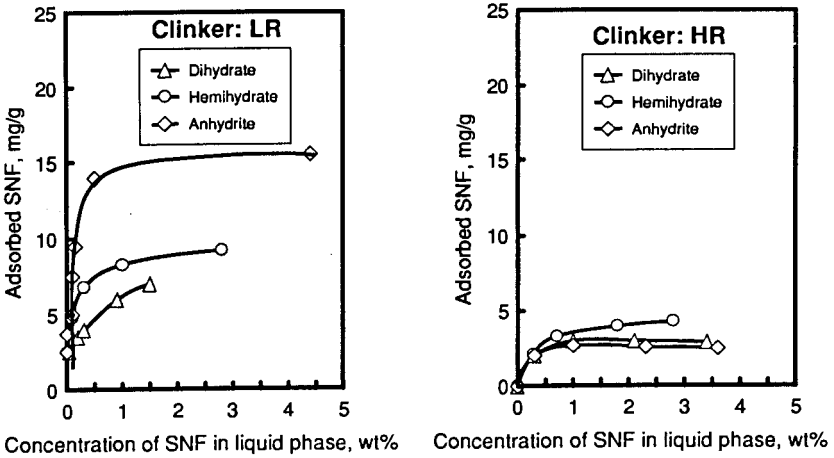 Clinker: LR
Dihydrate
Hemihydrate
Anhydrite
Adsorbed SNF, mg/g
25
20
15
10
5
0
0 1 2 3 4 5
Concentration of SNF in liquid phase, wt%
Clinker: HR
Dihydrate
Hemihydrate
Anhydrite
Adsorbed SNF, mg/g
25
20
15
10
5
0
0 1 2 3 4 5
Concentration of SNF in liquid phase, wt%